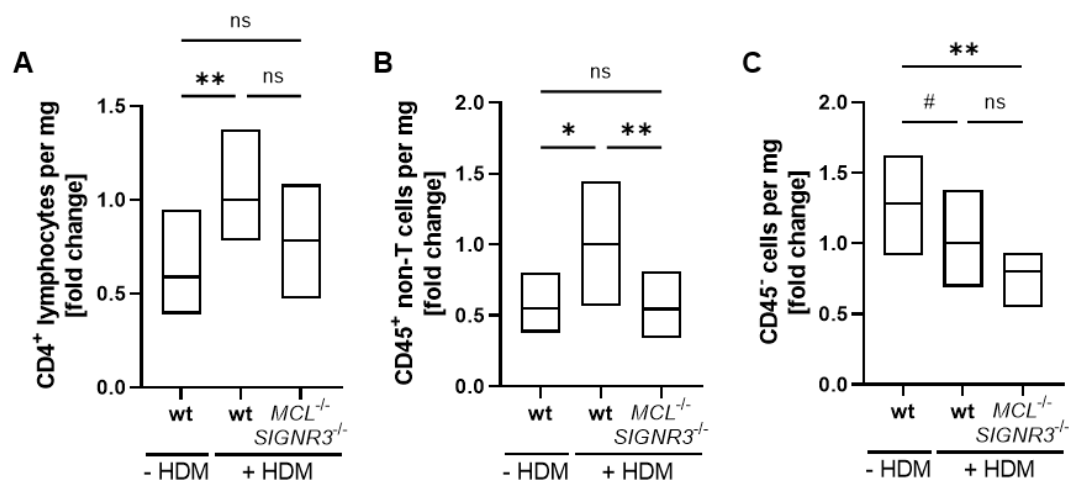 A
CD4⁺ lymphocytes per mg
[fold change]
1.5
1.0
0.5
0.0
ns
**
ns
wt
wt
MCL⁻/⁻
SIGNR3⁻/⁻
- HDM
+ HDM
B
CD45⁺ non-T cells per mg
[fold change]
2.0
1.5
1.0
0.5
0.0
ns
*
**
wt
wt
MCL⁻/⁻
SIGNR3⁻/⁻
- HDM
+ HDM
C
CD45⁻ cells per mg
[fold change]
2.0
1.5
1.0
0.5
0.0
**
#
ns
wt
wt
MCL⁻/⁻
SIGNR3⁻/⁻
- HDM
+ HDM